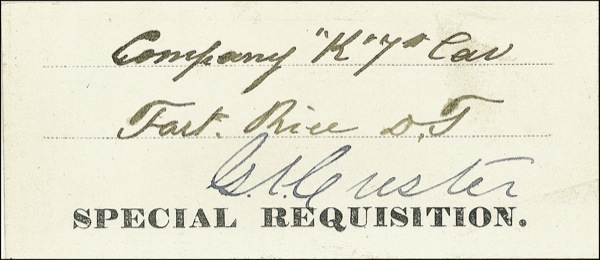 Company "K" 7th Cav
Fort. Rice D.T
G.A.Custer
SPECIAL REQUISITION.